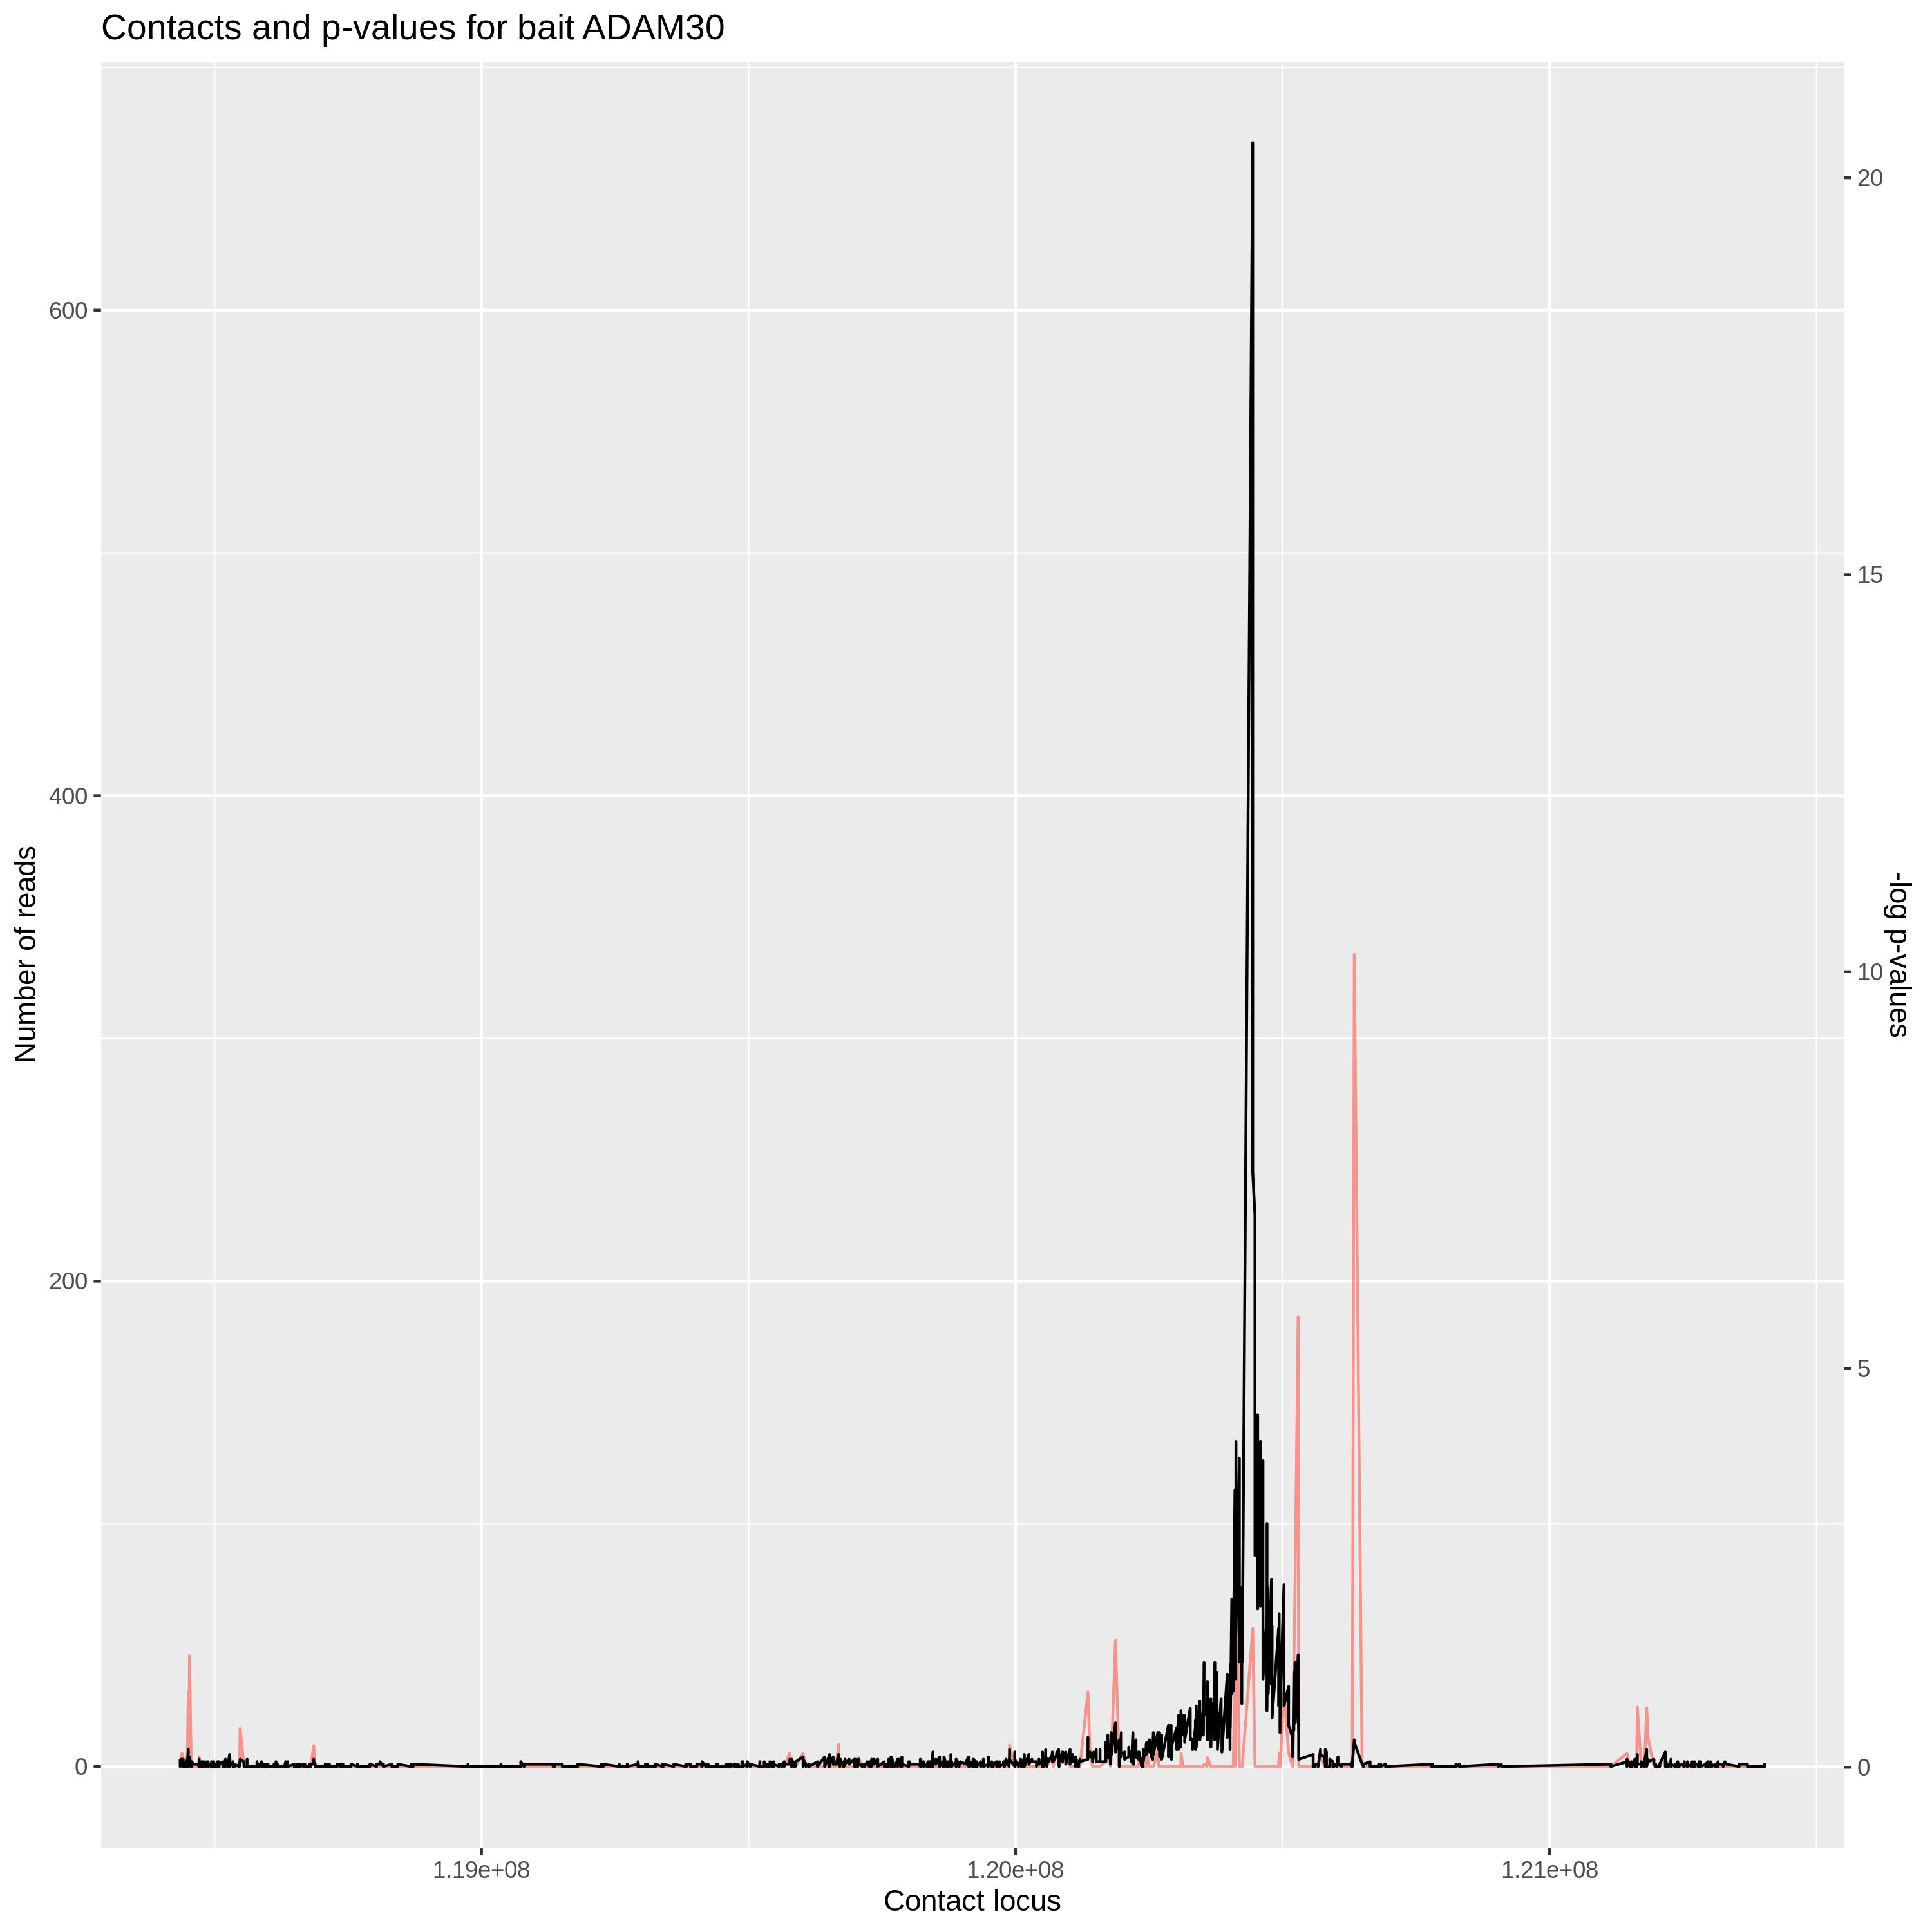 Contacts and p-values for bait ADAM30
600
400
200
0
Number of reads
20
15
10
5
0
-log p-values
1.19e+08
1.20e+08
1.21e+08
Contact locus